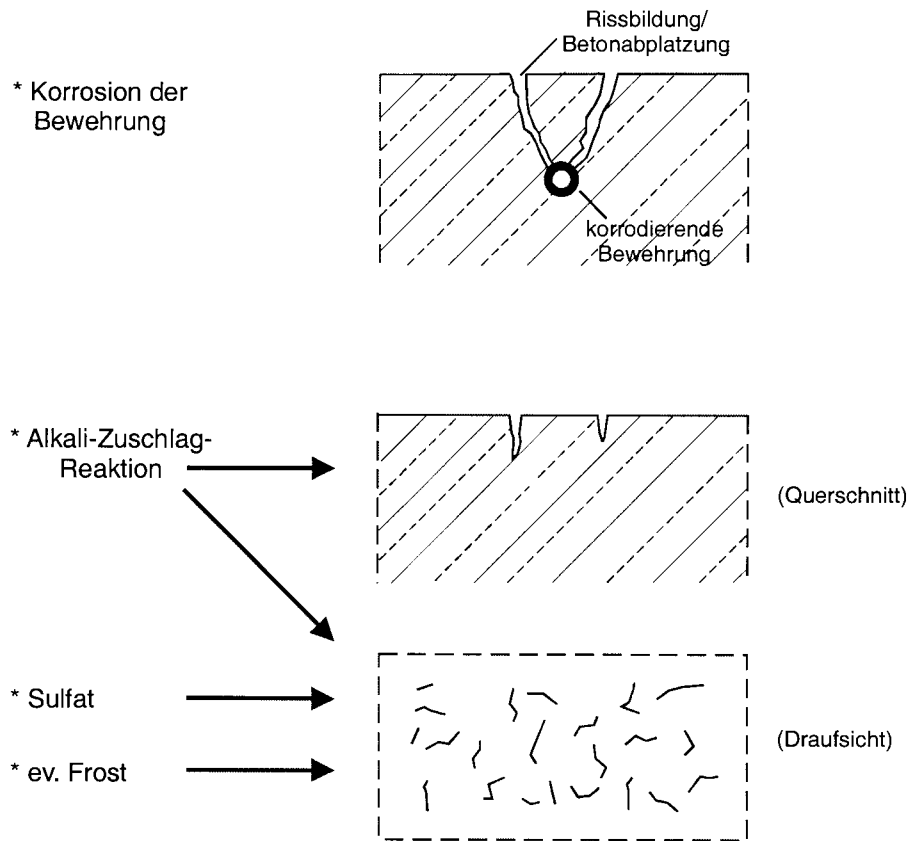 Rissbildung/
Betonabplatzung
* Korrosion der
Bewehrung
korrodierende
Bewehrung
* Alkali-Zuschlag-
Reaktion
(Querschnitt)
* Sulfat
(Draufsicht)
* ev. Frost